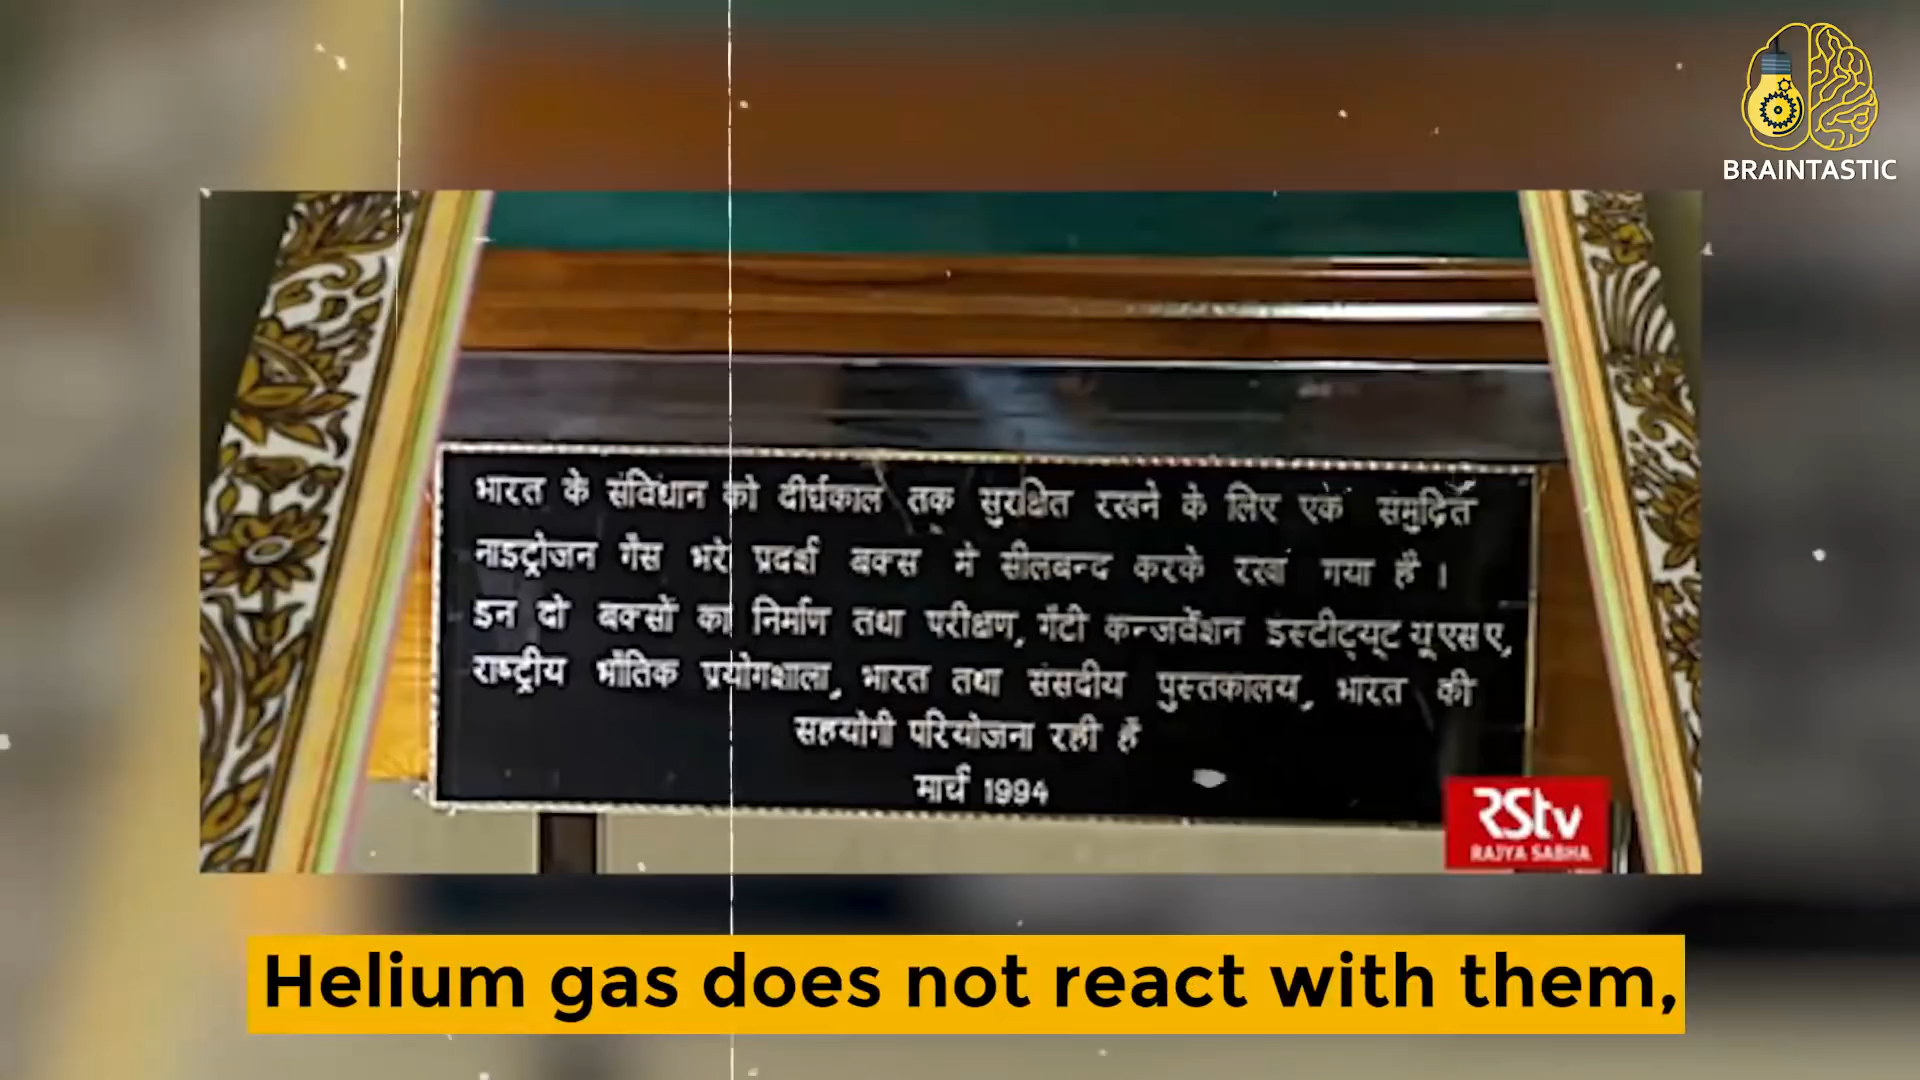 BRAINTASTIC
भारत के संविधान को दीर्घकाल तक सुरक्षित रखने के लिए एक संमुद्रित
नाइट्रोजन गैस भरे प्रदर्श बक्स मे सीलबन्द करके रखा गया है ।
इन दो बक्सों का निर्माण तथा परीक्षण, गैटी कन्जर्वेशन इंस्टीट्यूट यू एस ए,
राष्ट्रीय भौतिक प्रयोगशाला, भारत तथा संसदीय पुस्तकालय, भारत की
सहयोगी परियोजना रही है
मार्च 1994
RStv
RAJYA SABHA
Helium gas does not react with them,